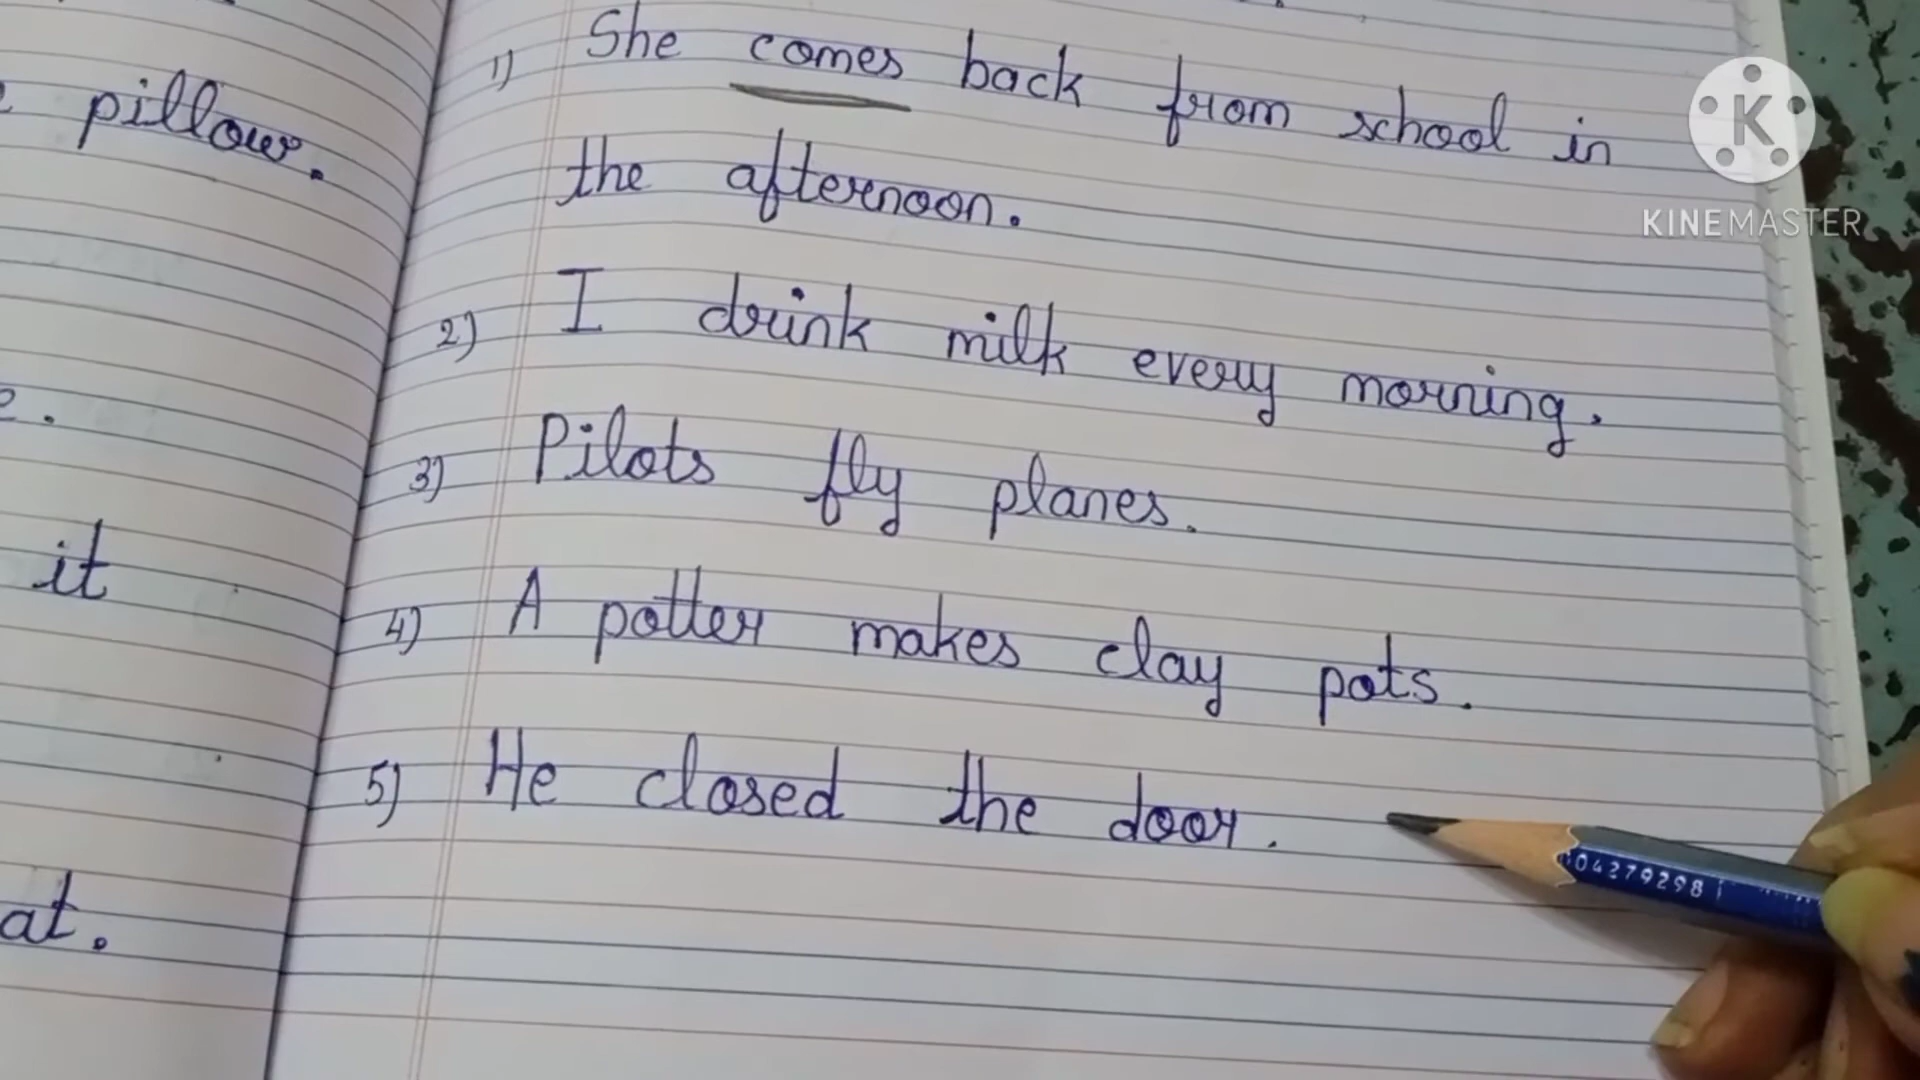 pillow.
e.
it
at.
1) She comes back from school in
the afternoon.
2) I drink milk every morning.
3) Pilots fly planes.
4) A potter makes clay pots.
5) He closed the door.
K
KINEMASTER
04279298